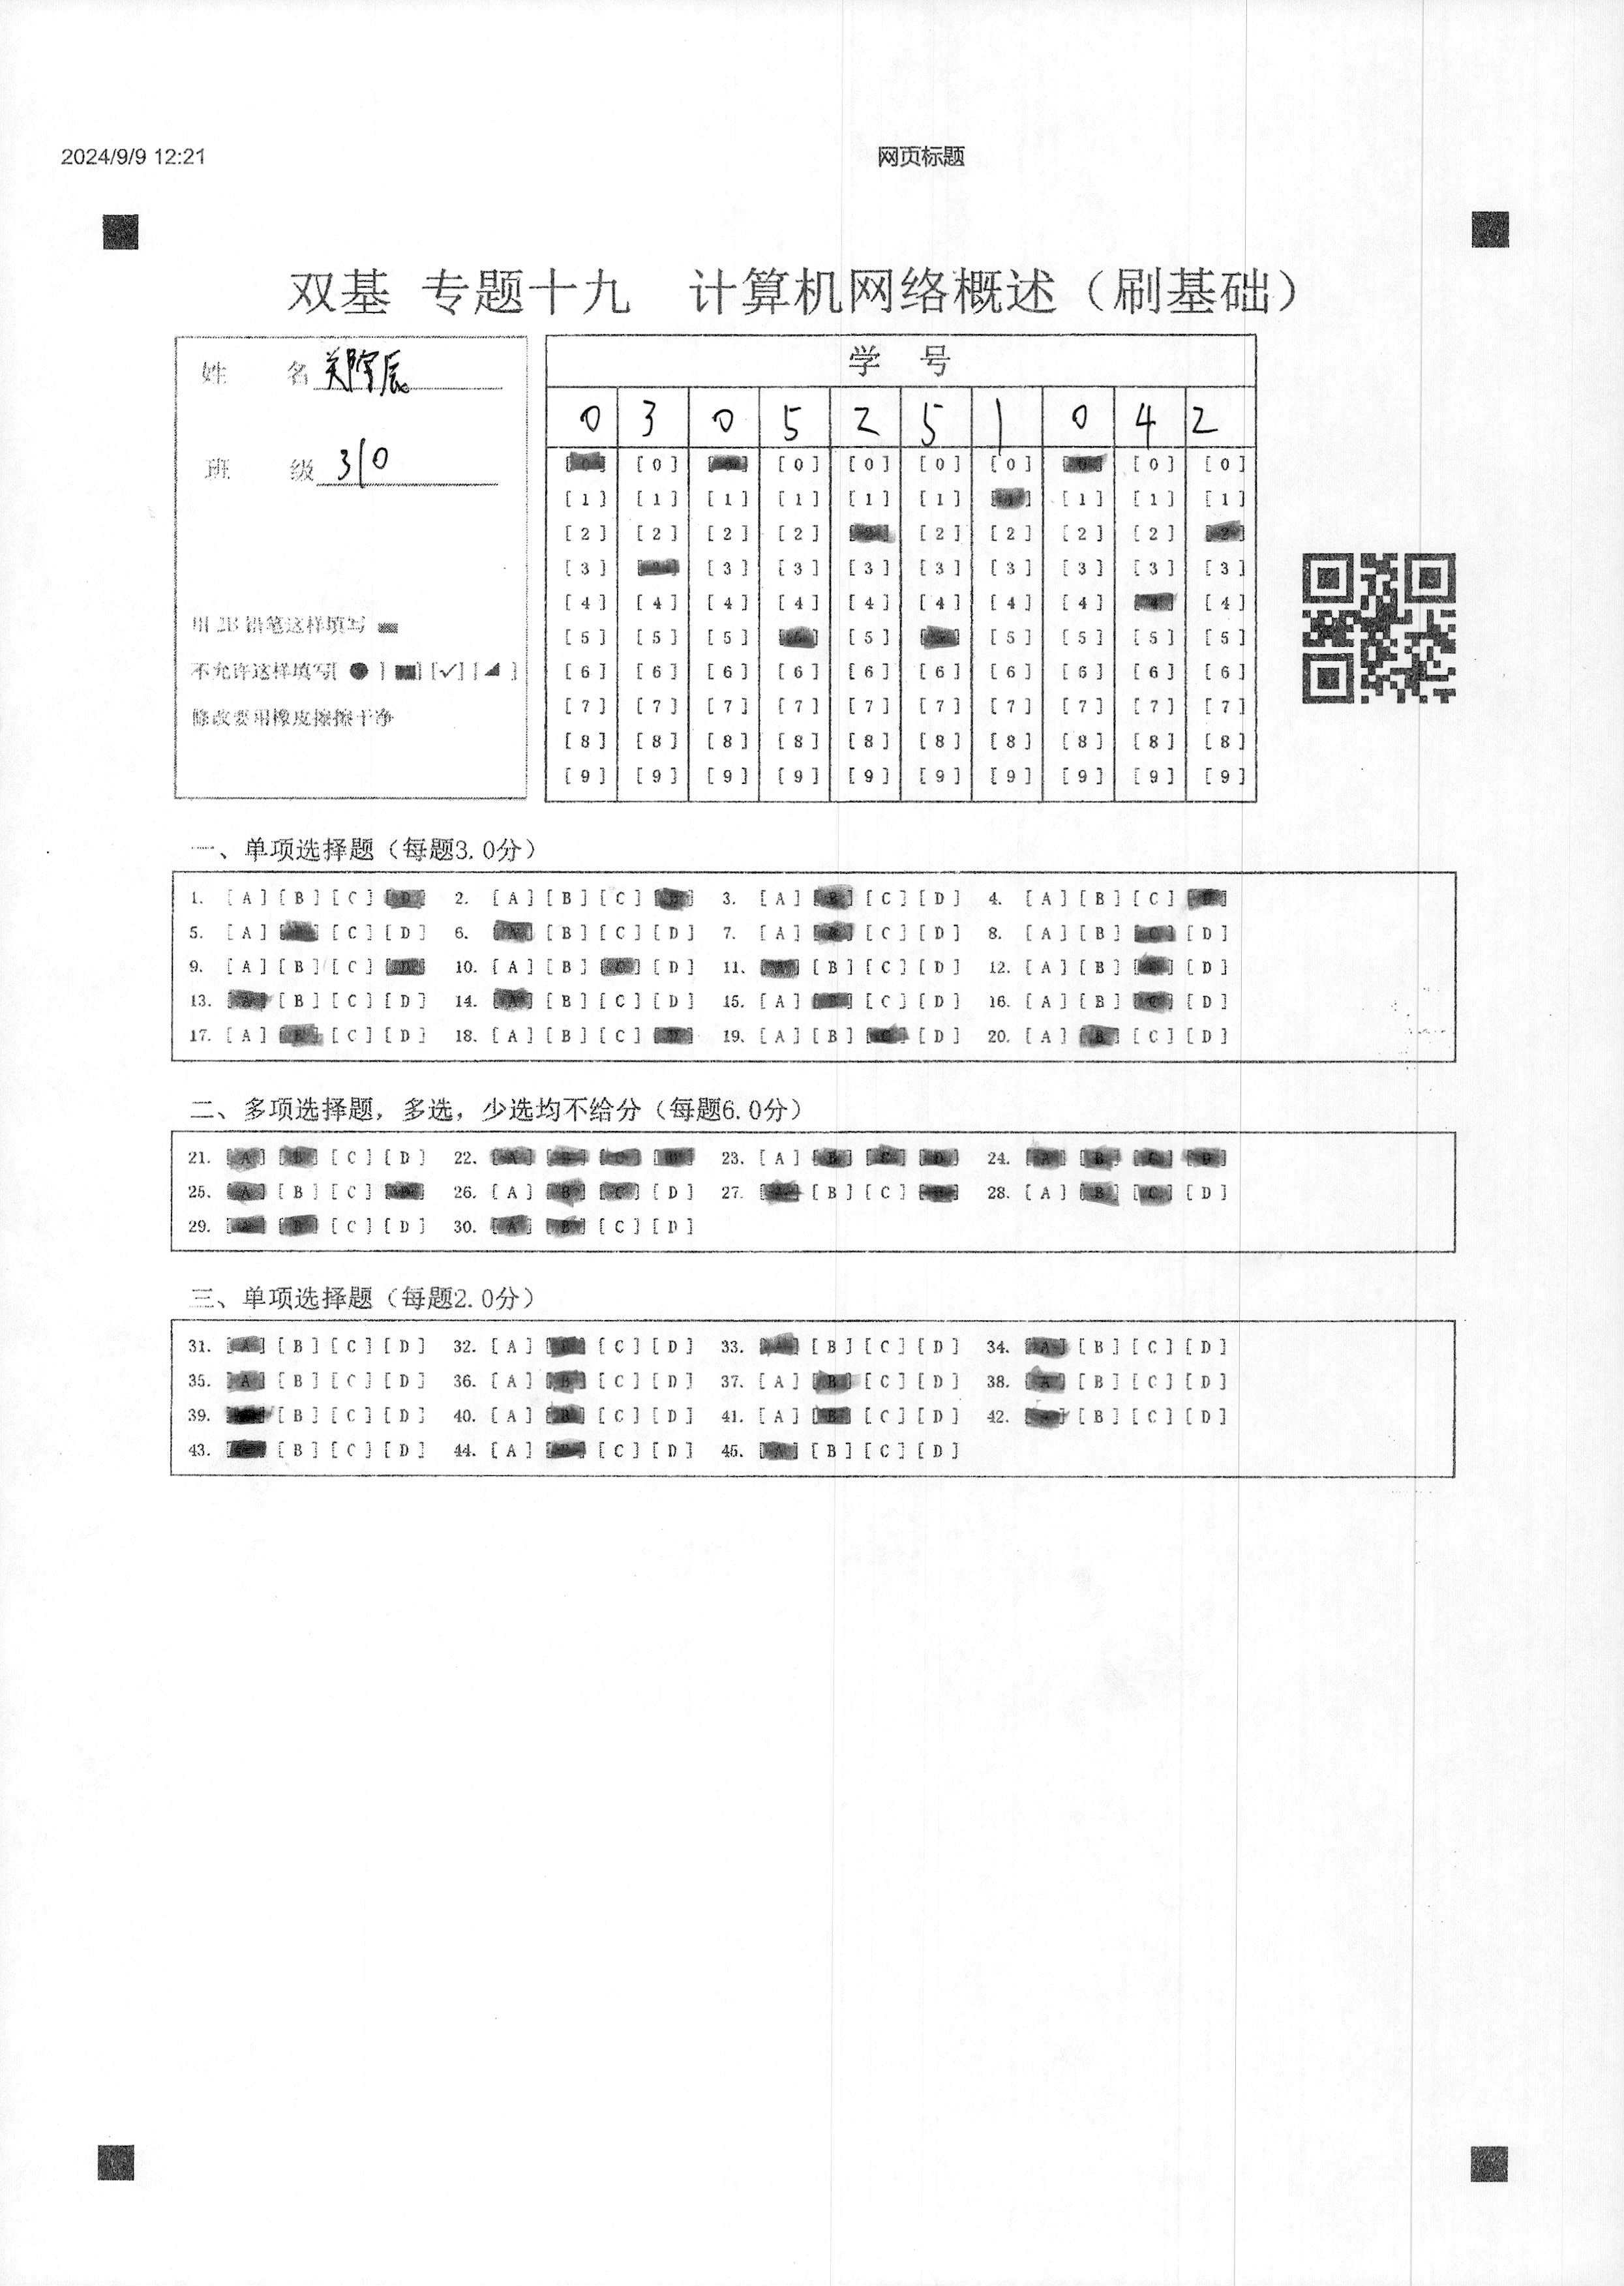 2024/9/9 12:21 网页标题
双基 专题十九 计算机网络概述（刷基础）
姓 名 郑宇辰
班 级 310
用 2B 铅笔这样填写
不允许这样填写[ ● ] [■] [✓] [◢]
修改要用橡皮擦擦干净
学 号
0 3 0 5 2 5 1 0 4 2
[0] [0] [0] [0] [0] [0] [0] [0] [0] [0]
[1] [1] [1] [1] [1] [1] [1] [1] [1] [1]
[2] [2] [2] [2] [2] [2] [2] [2] [2] [2]
[3] [3] [3] [3] [3] [3] [3] [3] [3] [3]
[4] [4] [4] [4] [4] [4] [4] [4] [4] [4]
[5] [5] [5] [5] [5] [5] [5] [5] [5] [5]
[6] [6] [6] [6] [6] [6] [6] [6] [6] [6]
[7] [7] [7] [7] [7] [7] [7] [7] [7] [7]
[8] [8] [8] [8] [8] [8] [8] [8] [8] [8]
[9] [9] [9] [9] [9] [9] [9] [9] [9] [9]
一、单项选择题（每题3.0分）
1. [A] [B] [C] [D] 2. [A] [B] [C] [D] 3. [A] [B] [C] [D] 4. [A] [B] [C] [D]
5. [A] [B] [C] [D] 6. [A] [B] [C] [D] 7. [A] [B] [C] [D] 8. [A] [B] [C] [D]
9. [A] [B] [C] [D] 10. [A] [B] [C] [D] 11. [A] [B] [C] [D] 12. [A] [B] [C] [D]
13. [A] [B] [C] [D] 14. [A] [B] [C] [D] 15. [A] [B] [C] [D] 16. [A] [B] [C] [D]
17. [A] [B] [C] [D] 18. [A] [B] [C] [D] 19. [A] [B] [C] [D] 20. [A] [B] [C] [D]
二、多项选择题，多选，少选均不给分（每题6.0分）
21. [A] [B] [C] [D] 22. [A] [B] [C] [D] 23. [A] [B] [C] [D] 24. [A] [B] [C] [D]
25. [A] [B] [C] [D] 26. [A] [B] [C] [D] 27. [A] [B] [C] [D] 28. [A] [B] [C] [D]
29. [A] [B] [C] [D] 30. [A] [B] [C] [D]
三、单项选择题（每题2.0分）
31. [A] [B] [C] [D] 32. [A] [B] [C] [D] 33. [A] [B] [C] [D] 34. [A] [B] [C] [D]
35. [A] [B] [C] [D] 36. [A] [B] [C] [D] 37. [A] [B] [C] [D] 38. [A] [B] [C] [D]
39. [A] [B] [C] [D] 40. [A] [B] [C] [D] 41. [A] [B] [C] [D] 42. [A] [B] [C] [D]
43. [A] [B] [C] [D] 44. [A] [B] [C] [D] 45. [A] [B] [C] [D]